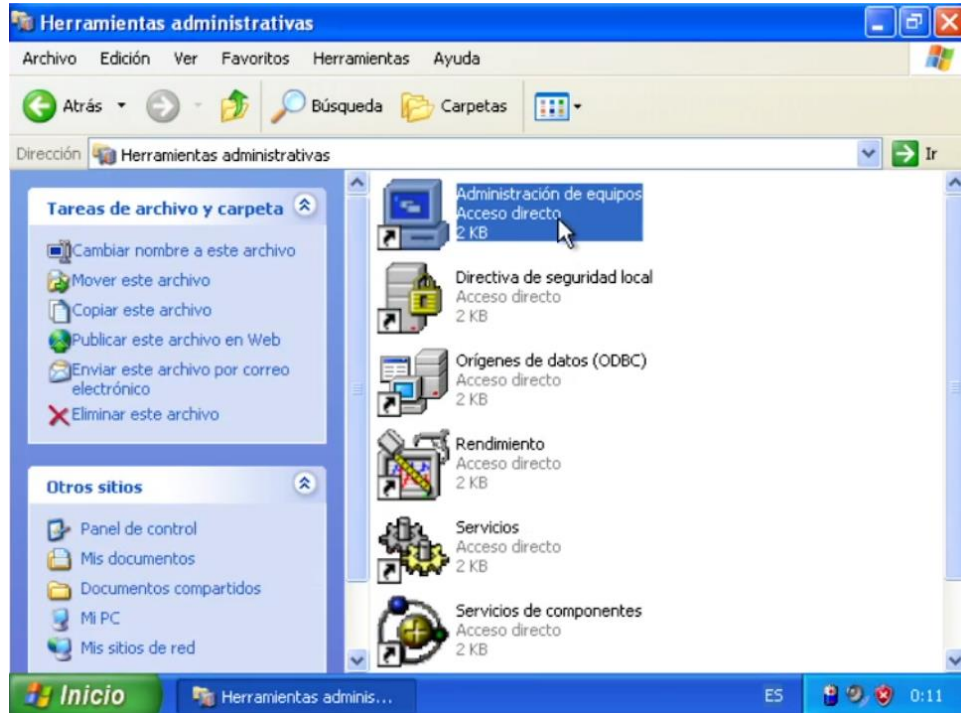 Herramientas administrativas
Archivo Edición Ver Favoritos Herramientas Ayuda
Atrás Búsqueda Carpetas
Dirección Herramientas administrativas Ir
Tareas de archivo y carpeta
Cambiar nombre a este archivo
Mover este archivo
Copiar este archivo
Publicar este archivo en Web
Enviar este archivo por correo
electrónico
Eliminar este archivo
Otros sitios
Panel de control
Mis documentos
Documentos compartidos
Mi PC
Mis sitios de red
Administración de equipos
Acceso directo
2 KB
Directiva de seguridad local
Acceso directo
2 KB
Orígenes de datos (ODBC)
Acceso directo
2 KB
Rendimiento
Acceso directo
2 KB
Servicios
Acceso directo
2 KB
Servicios de componentes
Acceso directo
2 KB
Inicio Herramientas adminis... ES 0:11